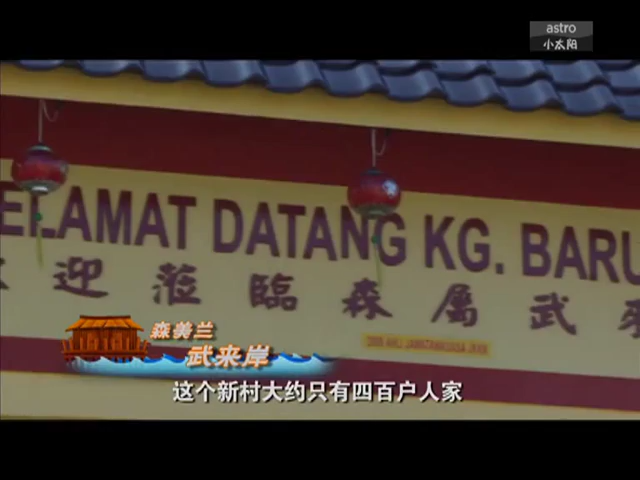 astro
小太阳
ELAMAT DATANG KG. BARU
迎 蒞 臨 森 屬 武
森美兰
武来岸
这个新村大约只有四百户人家